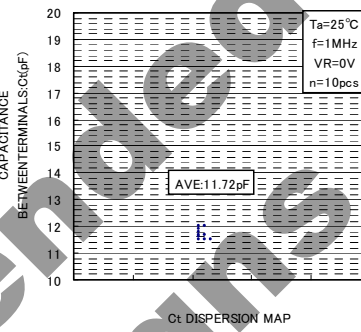 CAPACITANCE
BETWEENTERMINALS:Ct(pF)
20
19
18
17
16
15
14
13
12
11
10
Ta=25°C
f=1MHz
VR=0V
n=10pcs
AVE:11.72pF
Ct DISPERSION MAP